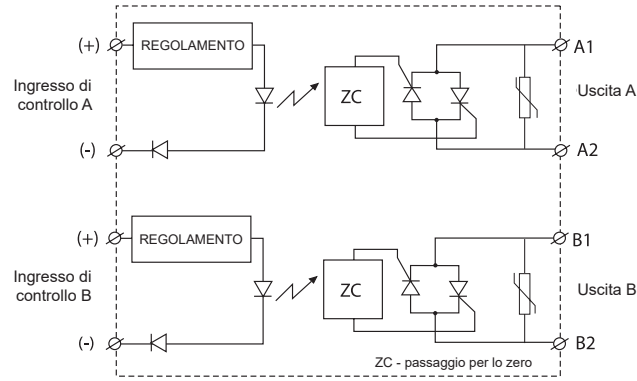 (+) REGOLAMENTO A1
Ingresso di
controllo A
ZC
Uscita A
(-) A2
(+) REGOLAMENTO B1
Ingresso di
controllo B
ZC
Uscita B
(-) B2
ZC - passaggio per lo zero